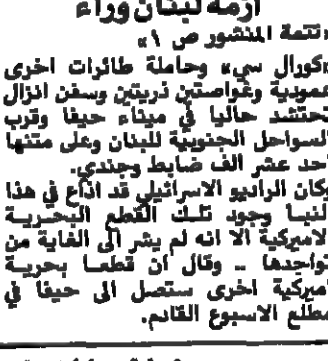 ازمة لبنان وراء
«تتمة المنشور ص ١»
«كورال سي» وحاملة طائرات اخرى
عمودية وغواصتين ذريتين وسفن انزال
تحتشد حاليا في ميناء حيفا وقرب
السواحل الجنوبية للبنان وعلى متنها
احد عشر الف ضابط وجندي.
وكان الراديو الاسرائيلي قد اذاع في هذا
النبا وجود تلك القطع البحرية
الاميركية الا انه لم يشر الى الغاية من
تواجدها .. وقال ان قطعا بحرية
اميركية اخرى ستصل الى حيفا في
مطلع الاسبوع القادم.